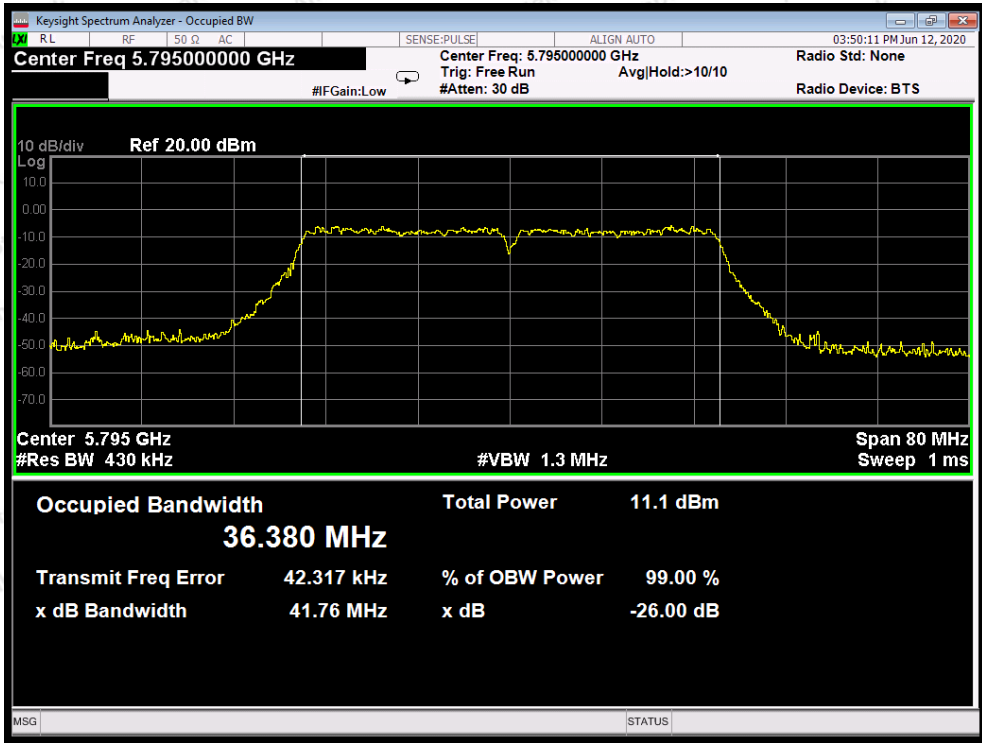 Keysight Spectrum Analyzer - Occupied BW
LXI RL RF 50 Ω AC SENSE:PULSE ALIGN AUTO 03:50:11 PM Jun 12, 2020
Center Freq 5.795000000 GHz Center Freq: 5.795000000 GHz Radio Std: None
Trig: Free Run Avg|Hold:>10/10
#IFGain:Low #Atten: 30 dB Radio Device: BTS
10 dB/div Ref 20.00 dBm
Log
10.0
0.00
-10.0
-20.0
-30.0
-40.0
-50.0
-60.0
-70.0
Center 5.795 GHz Span 80 MHz
#Res BW 430 kHz #VBW 1.3 MHz Sweep 1 ms
Occupied Bandwidth Total Power 11.1 dBm
36.380 MHz
Transmit Freq Error 42.317 kHz % of OBW Power 99.00 %
x dB Bandwidth 41.76 MHz x dB -26.00 dB
MSG STATUS